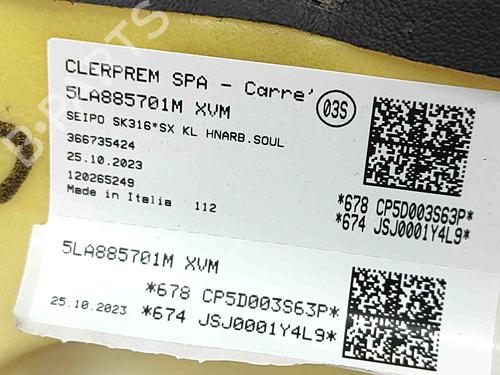 CLERPREM SPA - Carre'
5LA885701M XVM
03S
SEIPO SK316*SX KL HNARB.SOUL
366735424
25.10.2023
120265249
Made in Italia 112
*678 CP5D003S63P*
*674 JSJ0001Y4L9*
5LA885701M XVM
*678 CP5D003S63P*
25.10.2023 *674 JSJ0001Y4L9*
B-PARTS